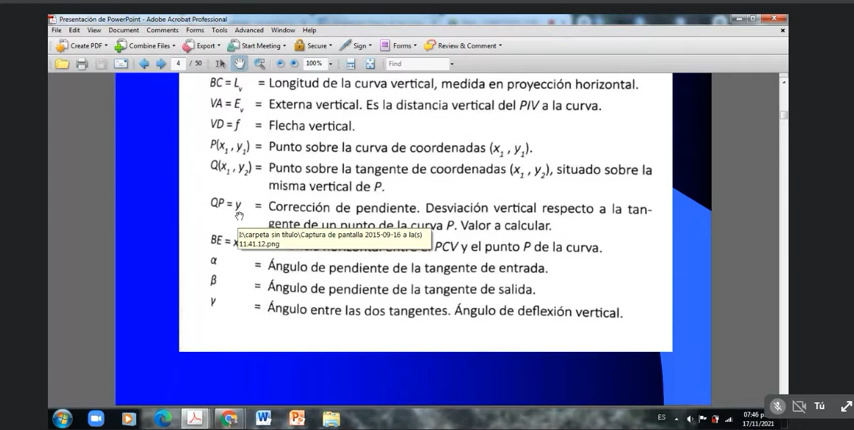 Presentación de PowerPoint - Adobe Acrobat Professional
File Edit View Document Comments Forms Tools Advanced Window Help
Create PDF Combine Files Export Start Meeting Secure Sign Forms Review & Comment
4 / 50 100% Find
BC = Lv = Longitud de la curva vertical, medida en proyección horizontal.
VA = Ev = Externa vertical. Es la distancia vertical del PIV a la curva.
VD = f = Flecha vertical.
P(x1, y1) = Punto sobre la curva de coordenadas (x1, y1).
Q(x1, y2) = Punto sobre la tangente de coordenadas (x1, y2), situado sobre la
misma vertical de P.
QP = y = Corrección de pendiente. Desviación vertical respecto a la tan-
gente de un punto de la curva P. Valor a calcular.
I:\carpeta sin título\Captura de pantalla 2015-09-16 a la(s)
11.41.12.png
BE = x PCV y el punto P de la curva.
α = Ángulo de pendiente de la tangente de entrada.
β = Ángulo de pendiente de la tangente de salida.
γ = Ángulo entre las dos tangentes. Ángulo de deflexión vertical.
ES 07:46 p
17/11/2021
Tú